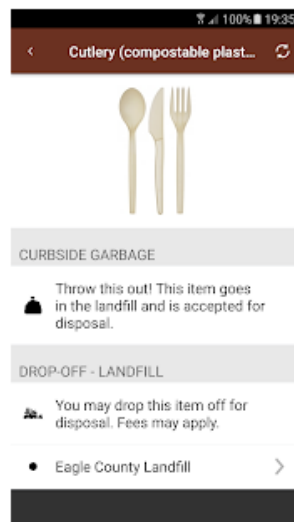 100% 19:35
Cutlery (compostable plast...
CURBSIDE GARBAGE
Throw this out! This item goes
in the landfill and is accepted for
disposal.
DROP-OFF - LANDFILL
You may drop this item off for
disposal. Fees may apply.
Eagle County Landfill